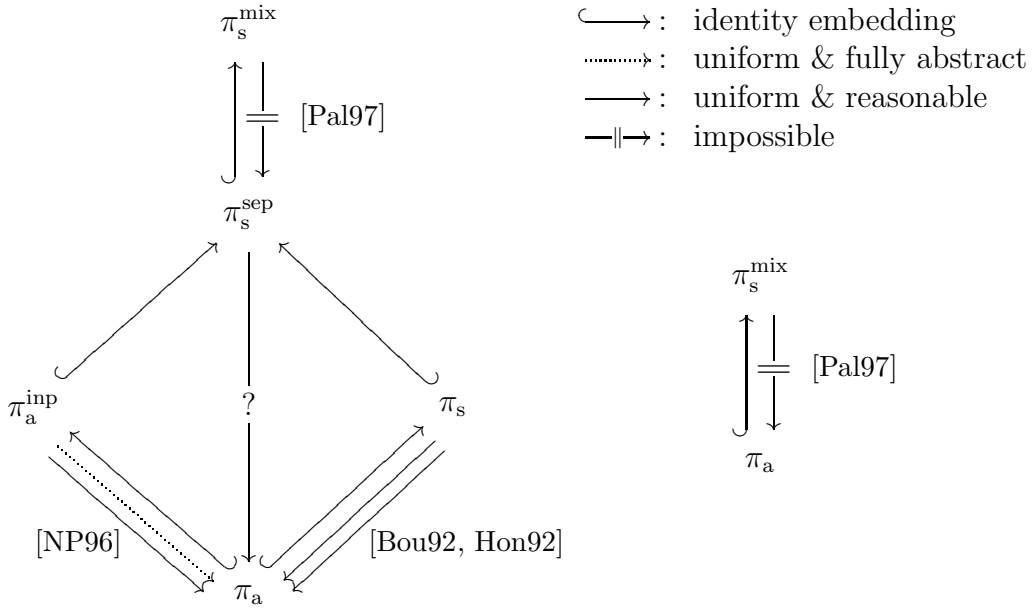 π_s^mix
[Pal97]
π_s^sep
π_a^inp
?
π_s
[NP96]
[Bou92, Hon92]
π_a
: identity embedding
: uniform & fully abstract
: uniform & reasonable
: impossible
π_s^mix
[Pal97]
π_a